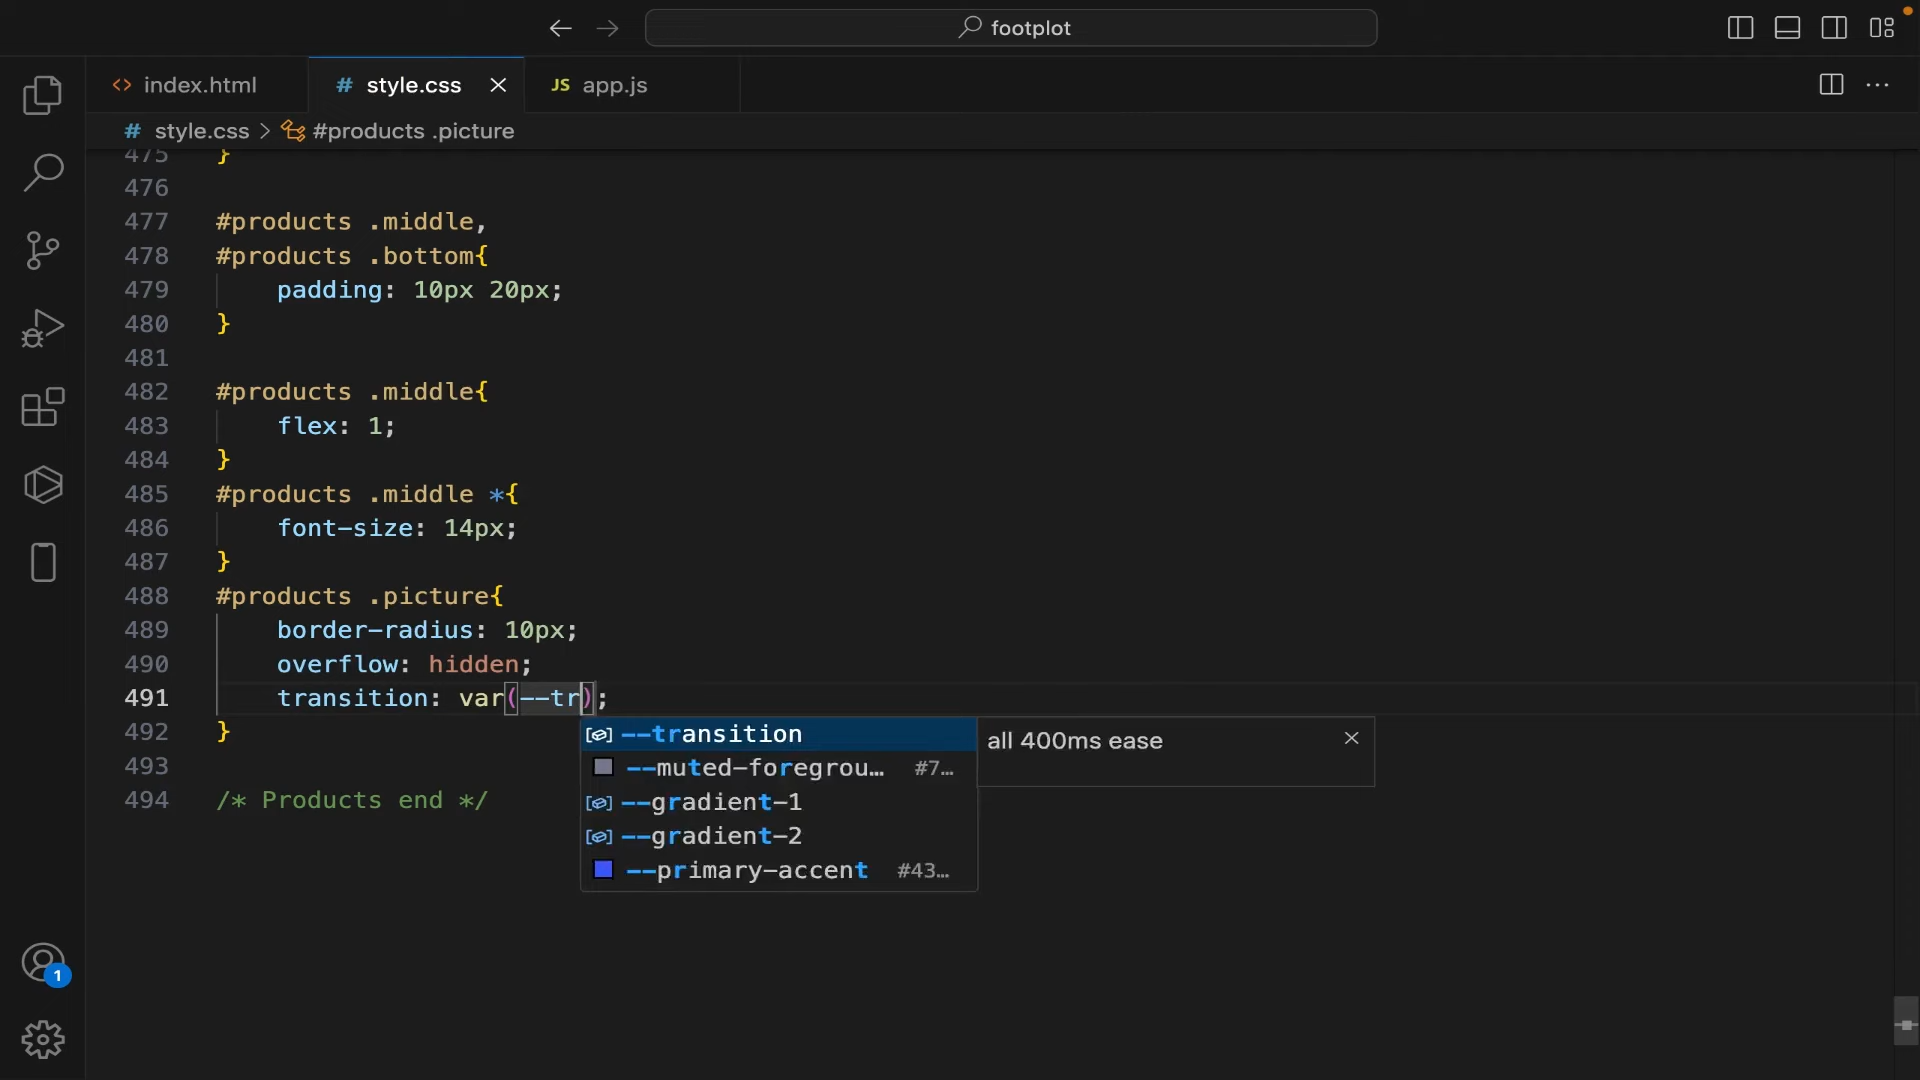 footplot
index.html
# style.css
JS app.js
# style.css > #products .picture
475 }
476
477 #products .middle,
478 #products .bottom{
479 padding: 10px 20px;
480 }
481
482 #products .middle{
483 flex: 1;
484 }
485 #products .middle *{
486 font-size: 14px;
487 }
488 #products .picture{
489 border-radius: 10px;
490 overflow: hidden;
491 transition: var(--tr);
492 }
493
494 /* Products end */
--transition
all 400ms ease
--muted-foregrou... #7...
--gradient-1
--gradient-2
--primary-accent #43...
1